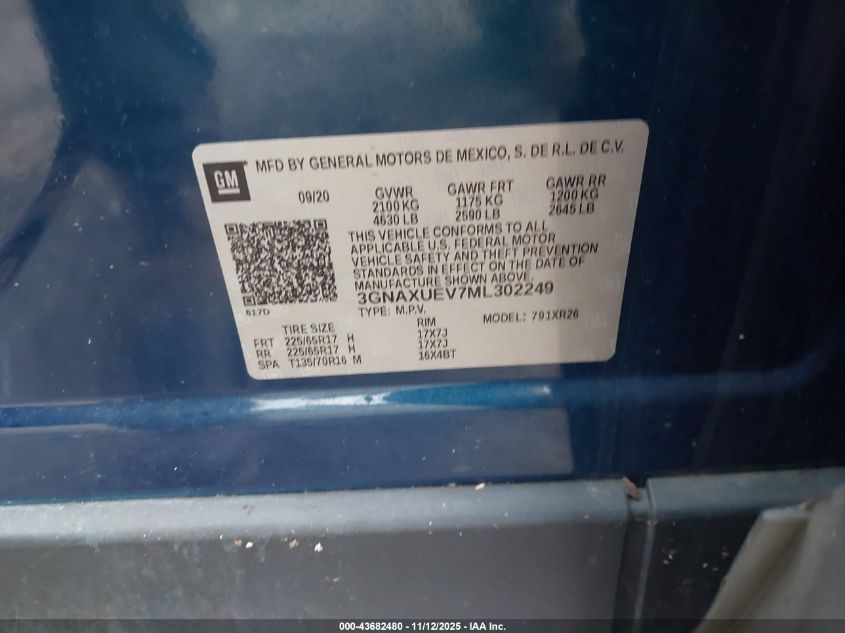 GM
MFD BY GENERAL MOTORS DE MEXICO, S. DE R.L. DE C.V.
09/20 GVWR GAWR FRT GAWR RR
2100 KG 1175 KG 1200 KG
4630 LB 2590 LB 2645 LB
THIS VEHICLE CONFORMS TO ALL
APPLICABLE U.S. FEDERAL MOTOR
VEHICLE SAFETY AND THEFT PREVENTION
STANDARDS IN EFFECT ON THE DATE OF
MANUFACTURE SHOWN ABOVE.
3GNAXUEV7ML302249
617D
TYPE: M.P.V. MODEL: 791XR26
TIRE SIZE RIM
FRT 225/65R17 H 17X7J
RR 225/65R17 H 17X7J
SPA T135/70R16 M 16X4BT
000-43682480 - 11/12/2025 - IAA Inc.